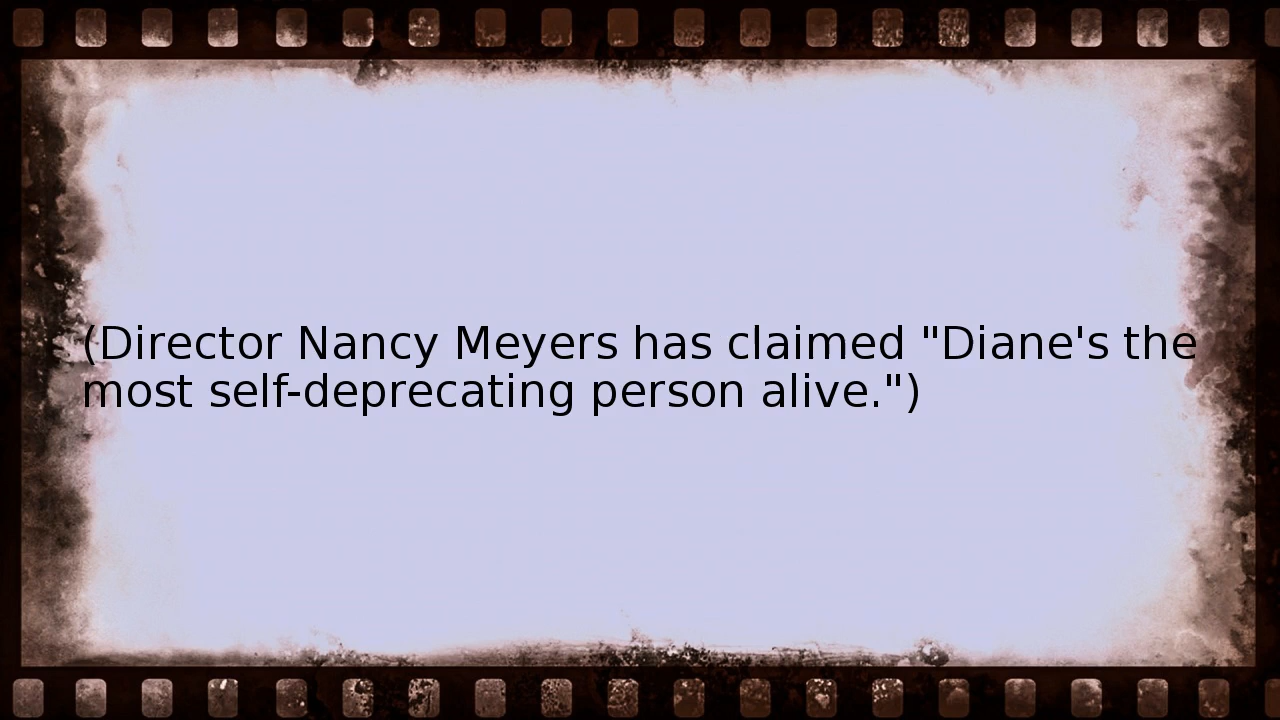 (Director Nancy Meyers has claimed "Diane's the
most self-deprecating person alive.")